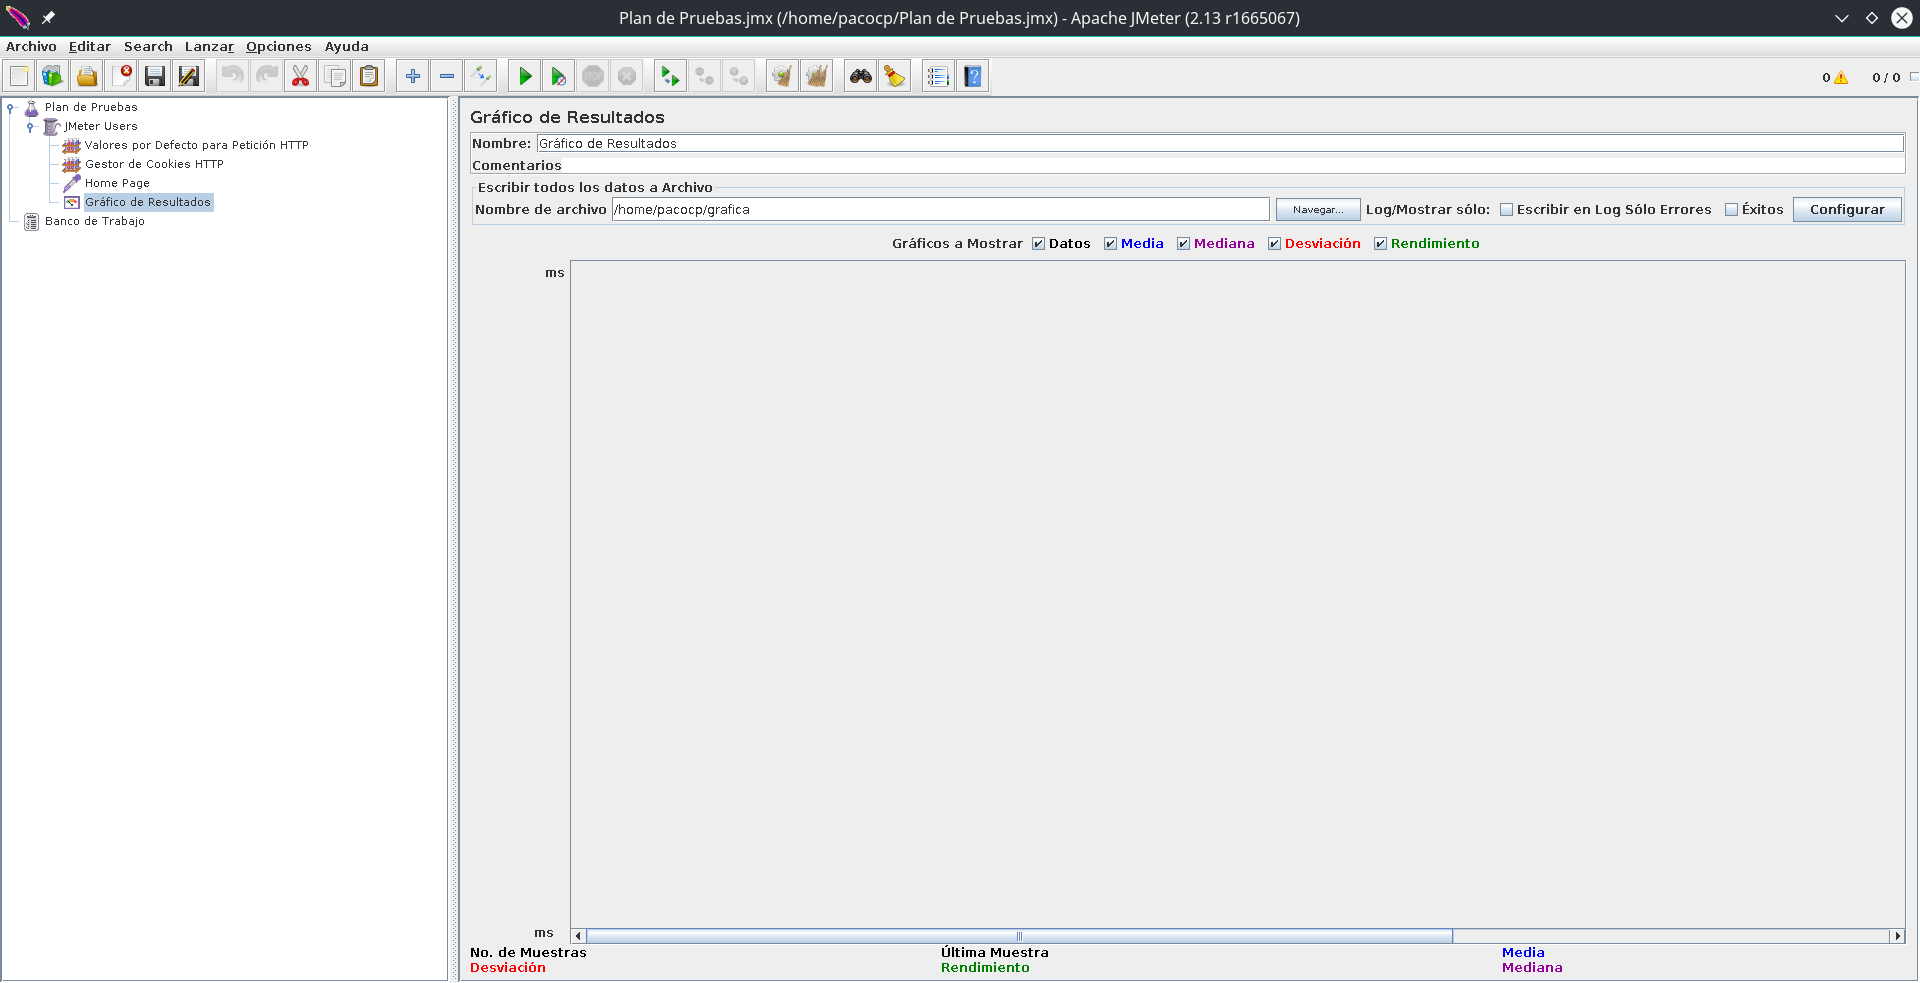 Plan de Pruebas.jmx (/home/pacocp/Plan de Pruebas.jmx) - Apache JMeter (2.13 r1665067)
Archivo Editar Search Lanzar Opciones Ayuda
STOP
0 0 / 0
Plan de Pruebas
JMeter Users
Valores por Defecto para Petición HTTP
Gestor de Cookies HTTP
Home Page
Gráfico de Resultados
Banco de Trabajo
Gráfico de Resultados
Nombre: Gráfico de Resultados
Comentarios
Escribir todos los datos a Archivo
Nombre de archivo /home/pacocp/grafica Navegar... Log/Mostrar sólo: Escribir en Log Sólo Errores Éxitos Configurar
Gráficos a Mostrar Datos Media Mediana Desviación Rendimiento
ms
ms
No. de Muestras Última Muestra Media
Desviación Rendimiento Mediana